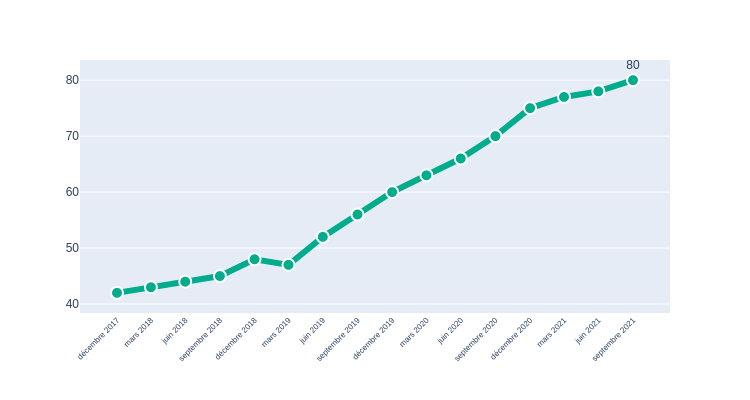 80
80
70
60
50
40
décembre 2017
mars 2018
juin 2018
septembre 2018
décembre 2018
mars 2019
juin 2019
septembre 2019
décembre 2019
mars 2020
juin 2020
septembre 2020
décembre 2020
mars 2021
juin 2021
septembre 2021